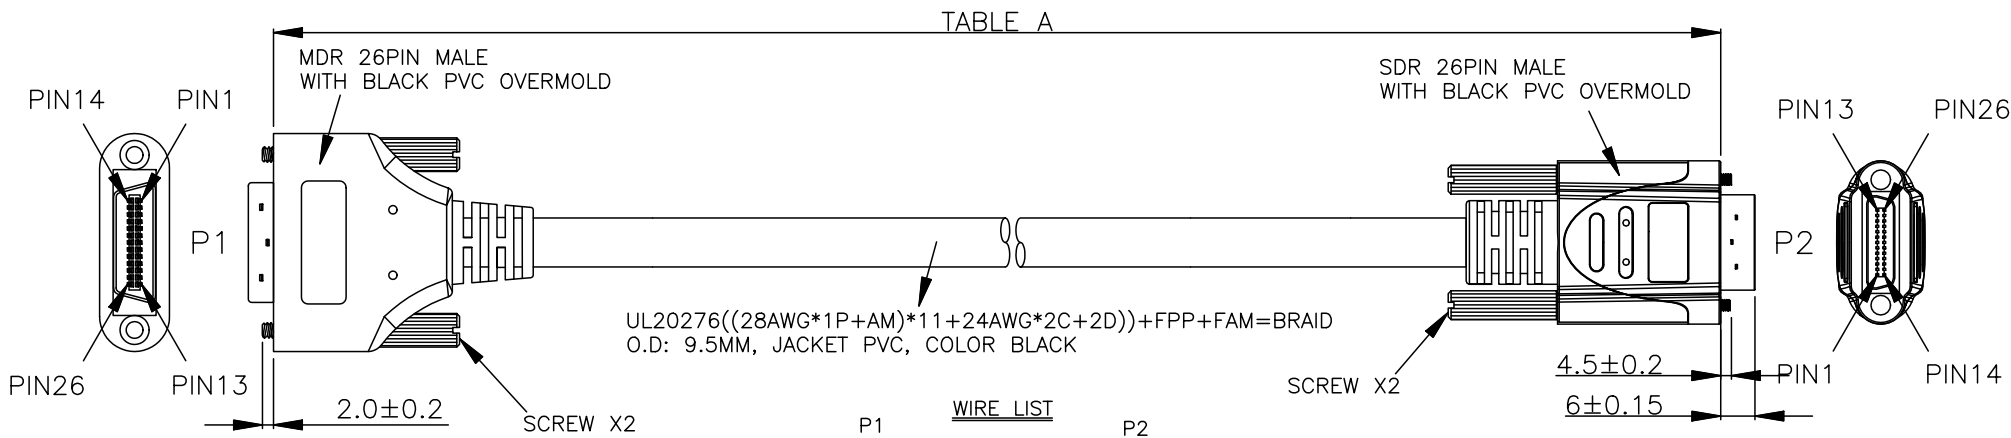 TABLE A
MDR 26PIN MALE
WITH BLACK PVC OVERMOLD
SDR 26PIN MALE
WITH BLACK PVC OVERMOLD
PIN14
PIN1
PIN13
PIN26
P1
P2
UL20276((28AWG*1P+AM)*11+24AWG*2C+2D))+FPP+FAM=BRAID
O.D: 9.5MM, JACKET PVC, COLOR BLACK
PIN26
PIN13
4.5±0.2
PIN1
PIN14
SCREW X2
2.0±0.2
SCREW X2
WIRE LIST
6±0.15
P1
P2